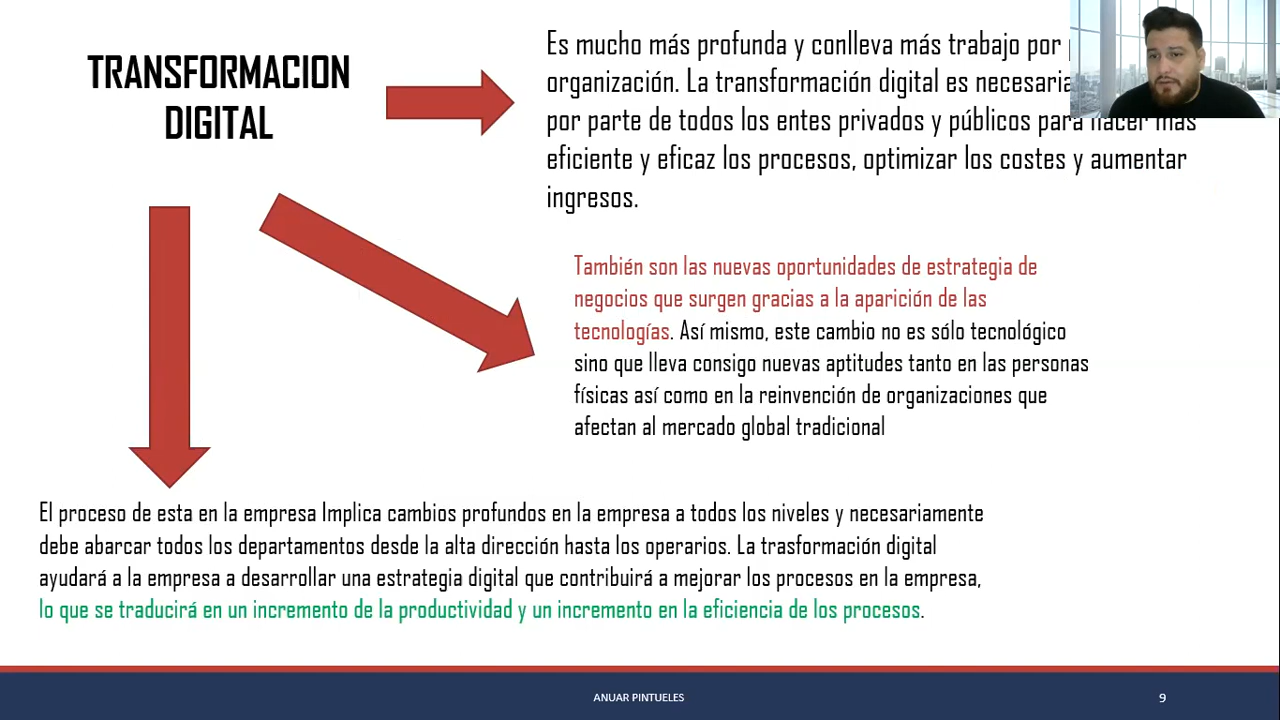 TRANSFORMACION
DIGITAL
Es mucho más profunda y conlleva más trabajo por
organización. La transformación digital es necesaria
por parte de todos los entes privados y públicos para hacer más
eficiente y eficaz los procesos, optimizar los costes y aumentar
ingresos.
También son las nuevas oportunidades de estrategia de
negocios que surgen gracias a la aparición de las
tecnologías. Así mismo, este cambio no es sólo tecnológico
sino que lleva consigo nuevas aptitudes tanto en las personas
físicas así como en la reinvención de organizaciones que
afectan al mercado global tradicional
El proceso de esta en la empresa Implica cambios profundos en la empresa a todos los niveles y necesariamente
debe abarcar todos los departamentos desde la alta dirección hasta los operarios. La trasformación digital
ayudará a la empresa a desarrollar una estrategia digital que contribuirá a mejorar los procesos en la empresa,
lo que se traducirá en un incremento de la productividad y un incremento en la eficiencia de los procesos.
ANUAR PINTUELES
9